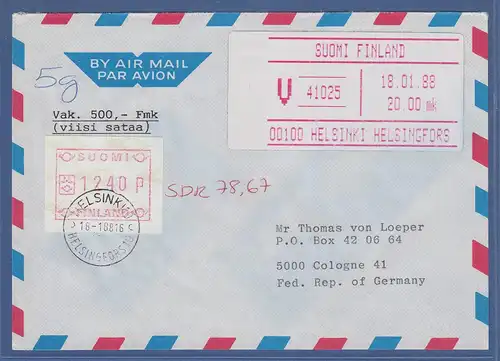 BY AIR MAIL
PAR AVION
5g
Vak. 500,- Fmk
(viisi sataa)
SUOMI FINLAND
V 41025
18.01.88
20.00 mk
00100 HELSINKI HELSINGFORS
SUOMI
1240 P
FINLAND
SDR 78,67
HELSINKI
HELSINGFORS
Mr Thomas von Loeper
P.O. Box 42 06 64
5000 Cologne 41
Fed. Rep of Germany